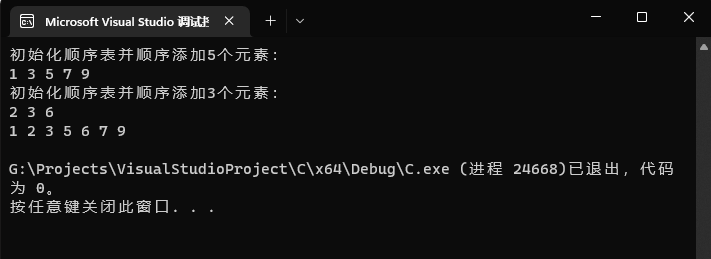 Microsoft Visual Studio 调试
初始化顺序表并顺序添加5个元素:
1 3 5 7 9
初始化顺序表并顺序添加3个元素:
2 3 6
1 2 3 5 6 7 9
G:\Projects\VisualStudioProject\C\x64\Debug\C.exe (进程 24668)已退出，代码
为 0。
按任意键关闭此窗口. . .